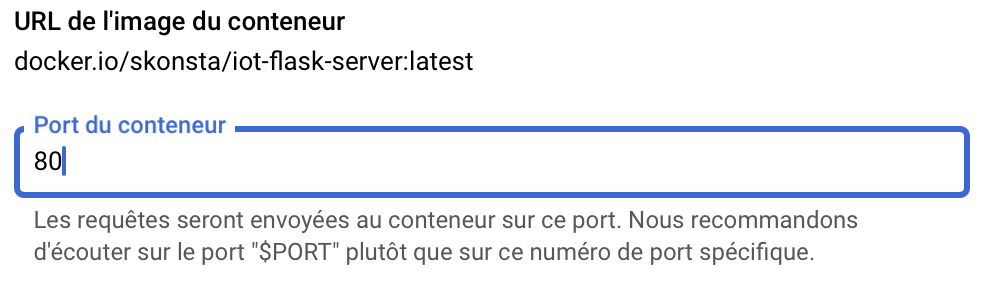 URL de l'image du conteneur
docker.io/skonsta/iot-flask-server:latest
Port du conteneur
80
Les requêtes seront envoyées au conteneur sur ce port. Nous recommandons
d'écouter sur le port "$PORT" plutôt que sur ce numéro de port spécifique.